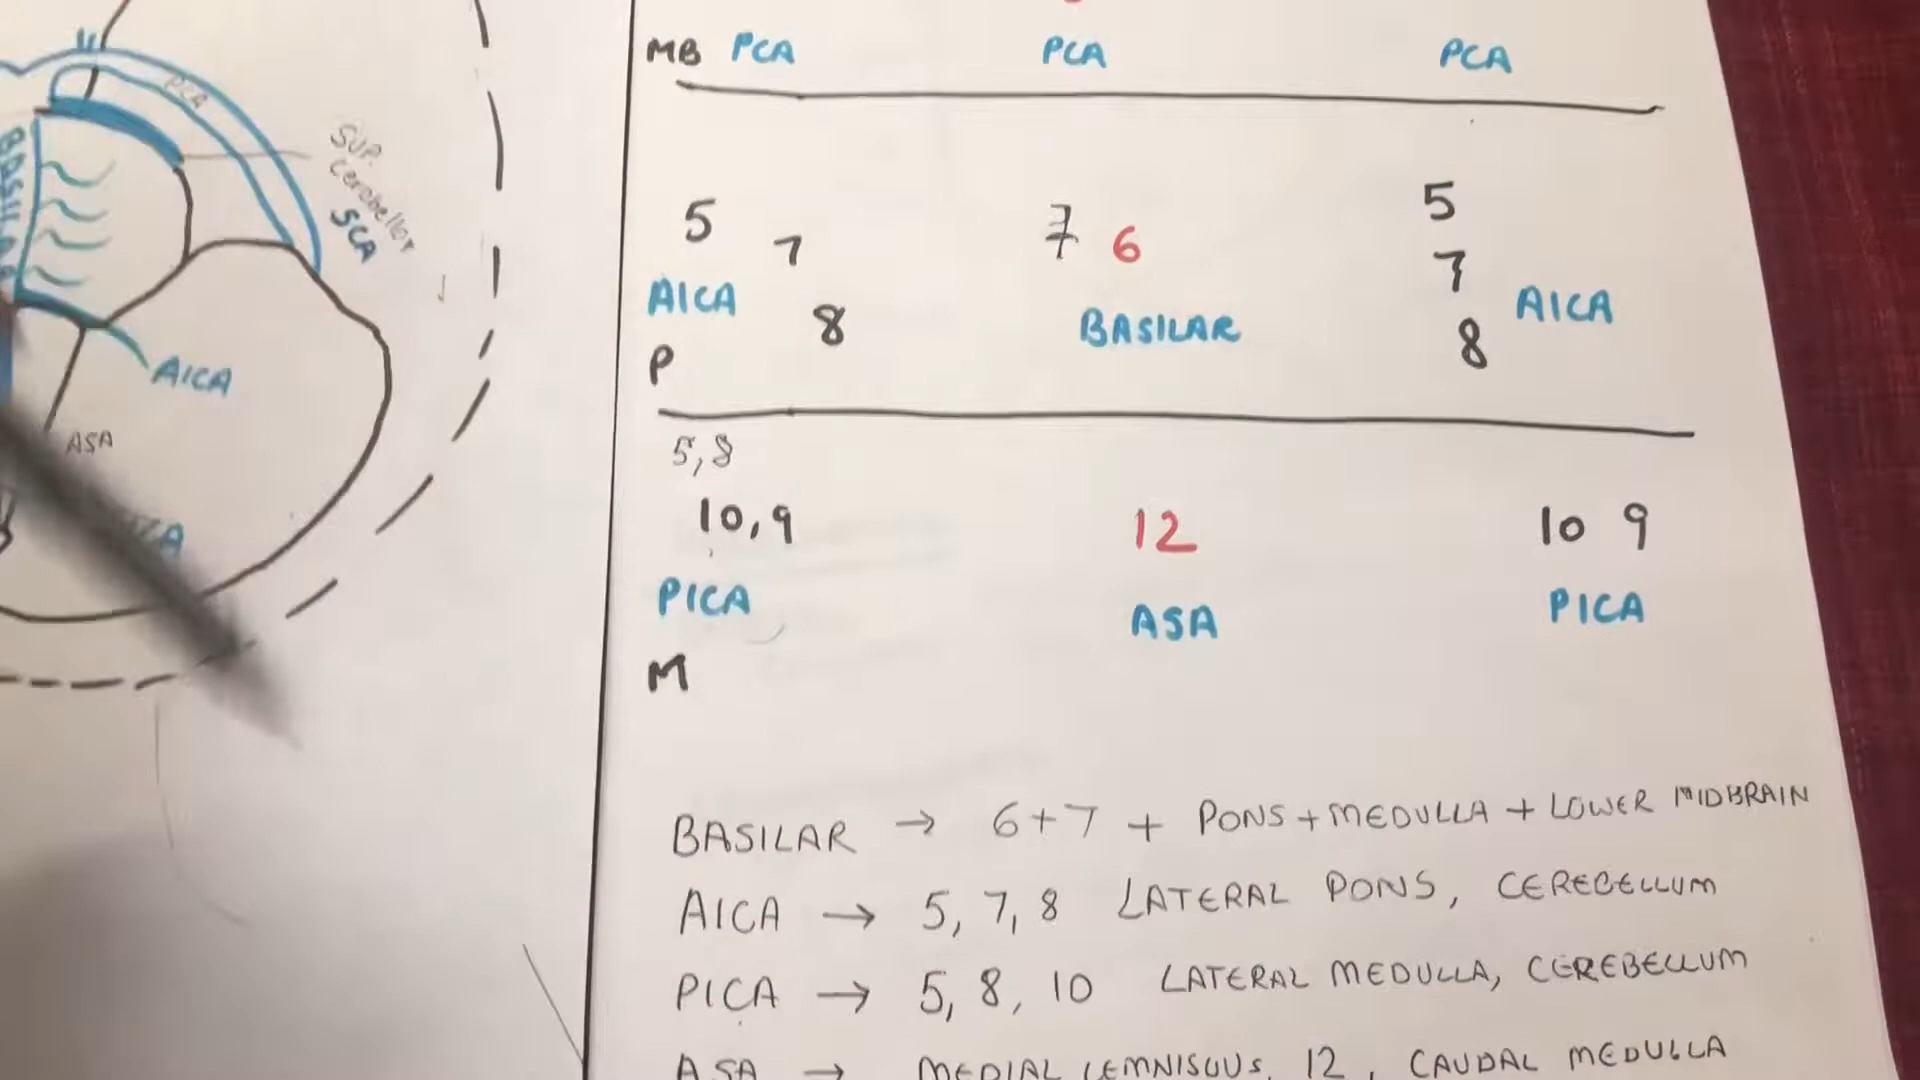 PCA
BASILAR
SUP.
Cerebellar
SCA
AICA
ASA
MB PCA PCA PCA
5 7 8
AICA
P
7 6
BASILAR
5
7
8
AICA
5,8
10,9
PICA
M
12
ASA
10 9
PICA
BASILAR → 6+7 + PONS+MEDULLA + LOWER MIDBRAIN
AICA → 5, 7, 8 LATERAL PONS, CEREBELLUM
PICA → 5, 8, 10 LATERAL MEDULLA, CEREBELLUM
ASA → MEDIAL LEMNISUUS, 12, CAUDAL MEDULLA